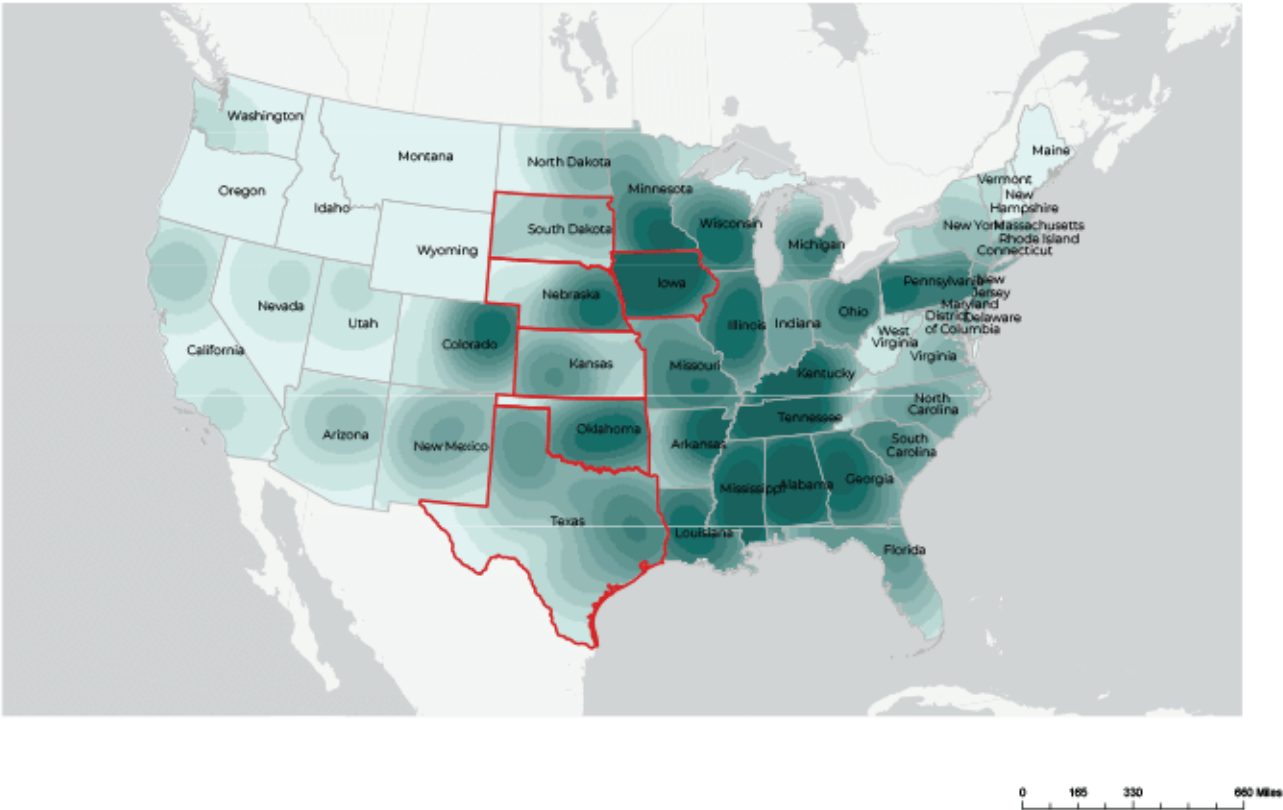 Washington
Montana
North Dakota
Maine
Oregon
Idaho
Minnesota
Vermont
New
Hampshire
Wyoming
South Dakota
Wisconsin
Michigan
New York
Massachusetts
Rhode Island
Connecticut
Nevada
Utah
Nebraska
Iowa
Pennsylvania
New
Jersey
Maryland
Delaware
District
of Columbia
Illinois
Indiana
Ohio
West
Virginia
Virginia
California
Colorado
Kansas
Missouri
Kentucky
Arizona
New Mexico
Oklahoma
Arkansas
Tennessee
North
Carolina
South
Carolina
Mississippi
Alabama
Georgia
Texas
Louisiana
Florida
0 165 330 660 Miles